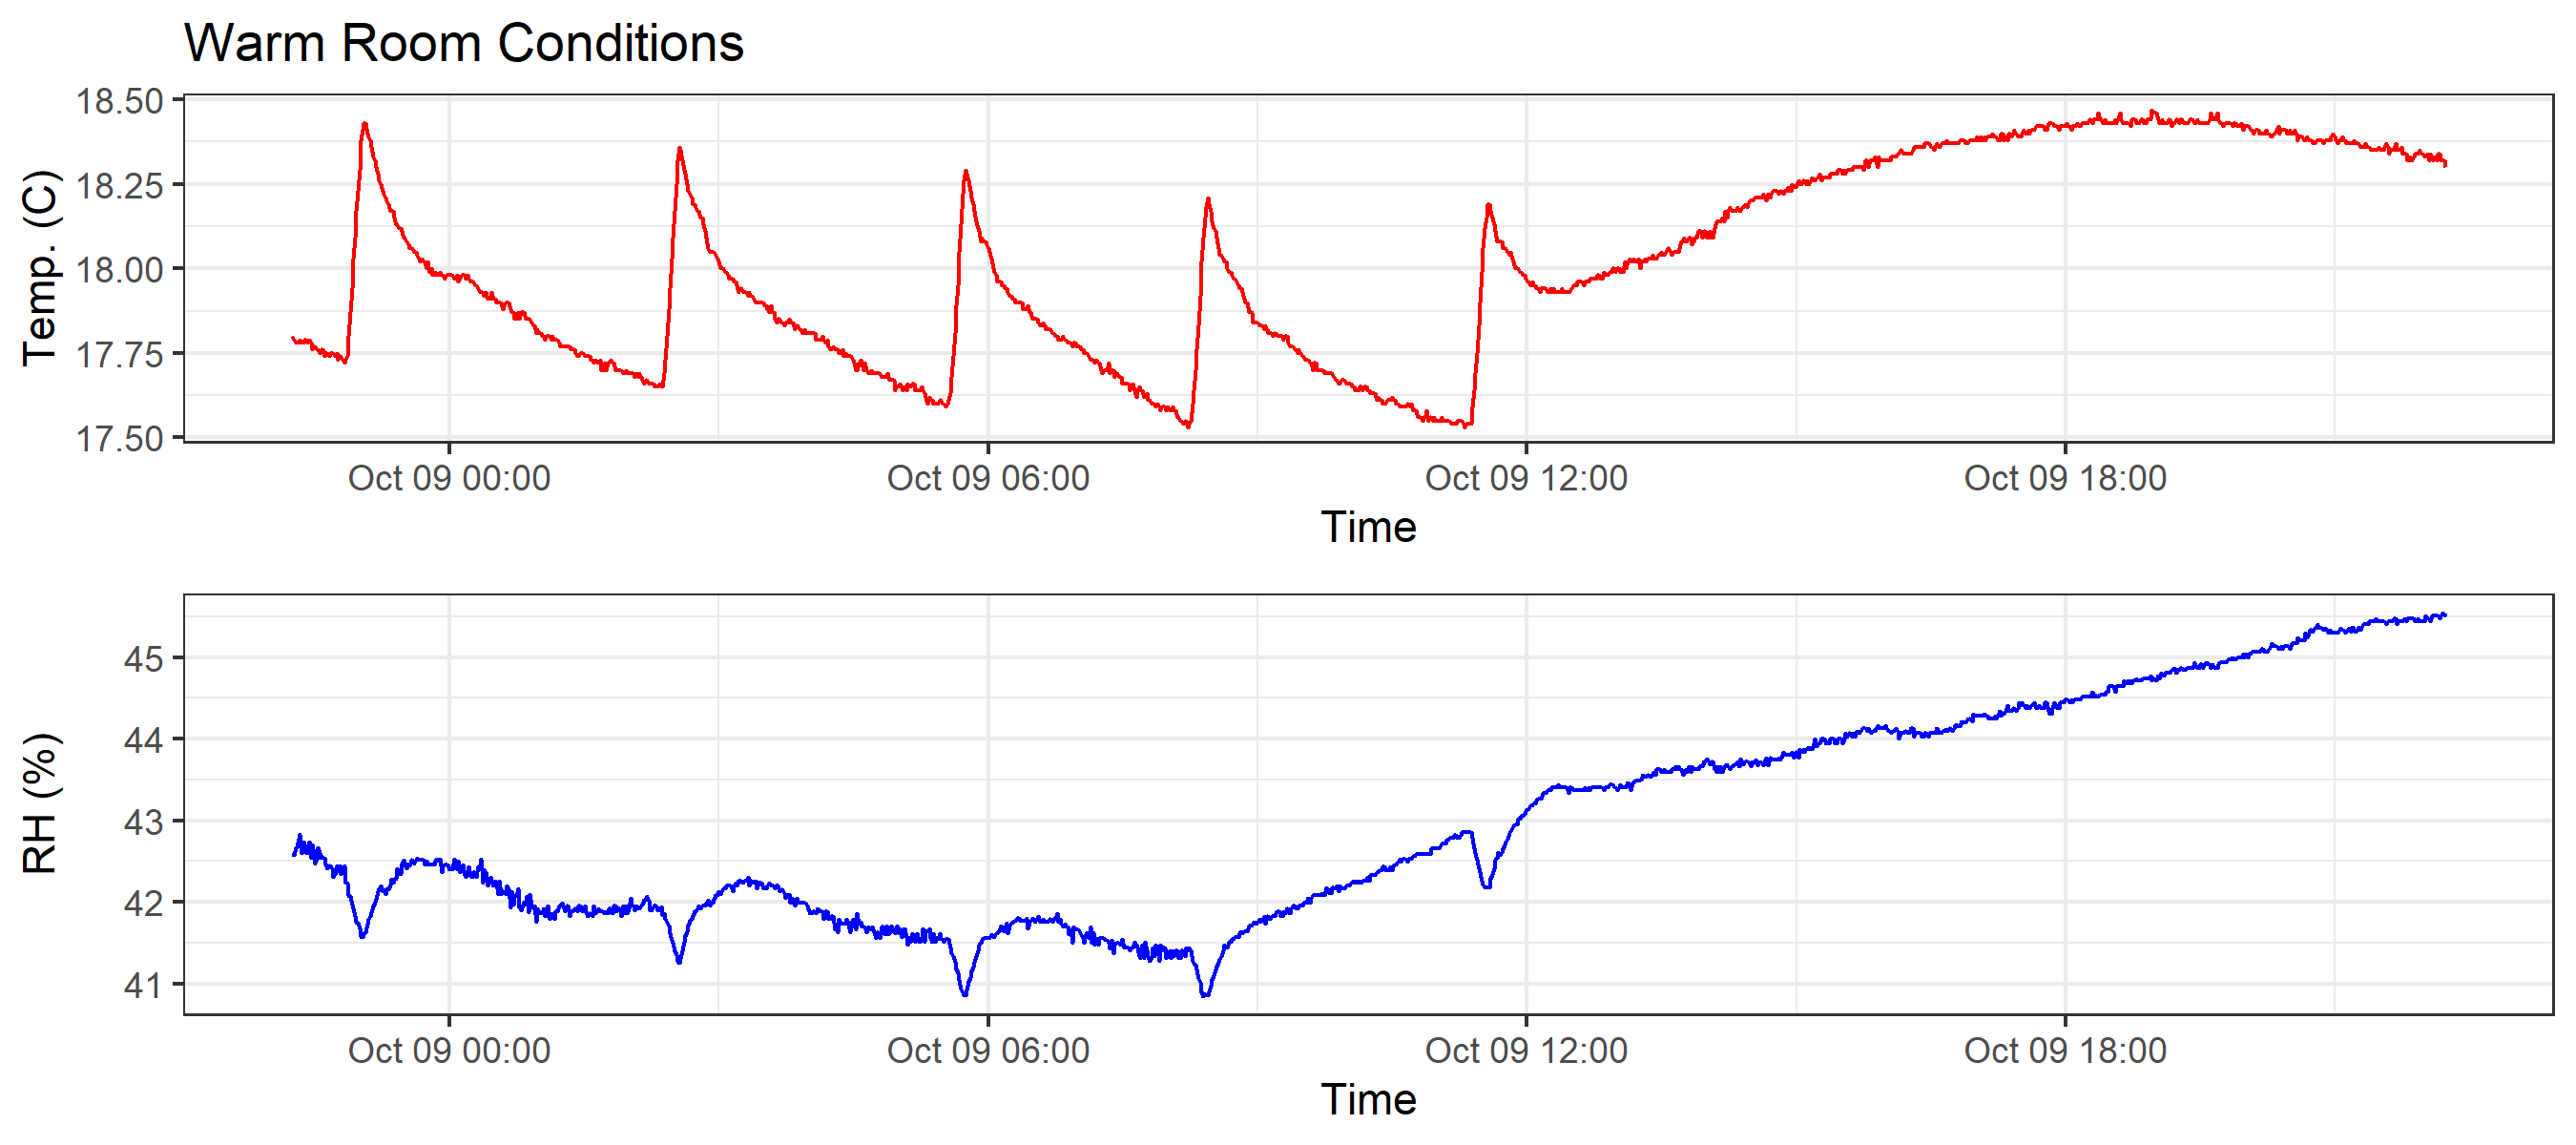 Warm Room Conditions
Temp. (C)
18.50
18.25
18.00
17.75
17.50
Oct 09 00:00 Oct 09 06:00 Oct 09 12:00 Oct 09 18:00
Time
RH (%)
45
44
43
42
41
Oct 09 00:00 Oct 09 06:00 Oct 09 12:00 Oct 09 18:00
Time